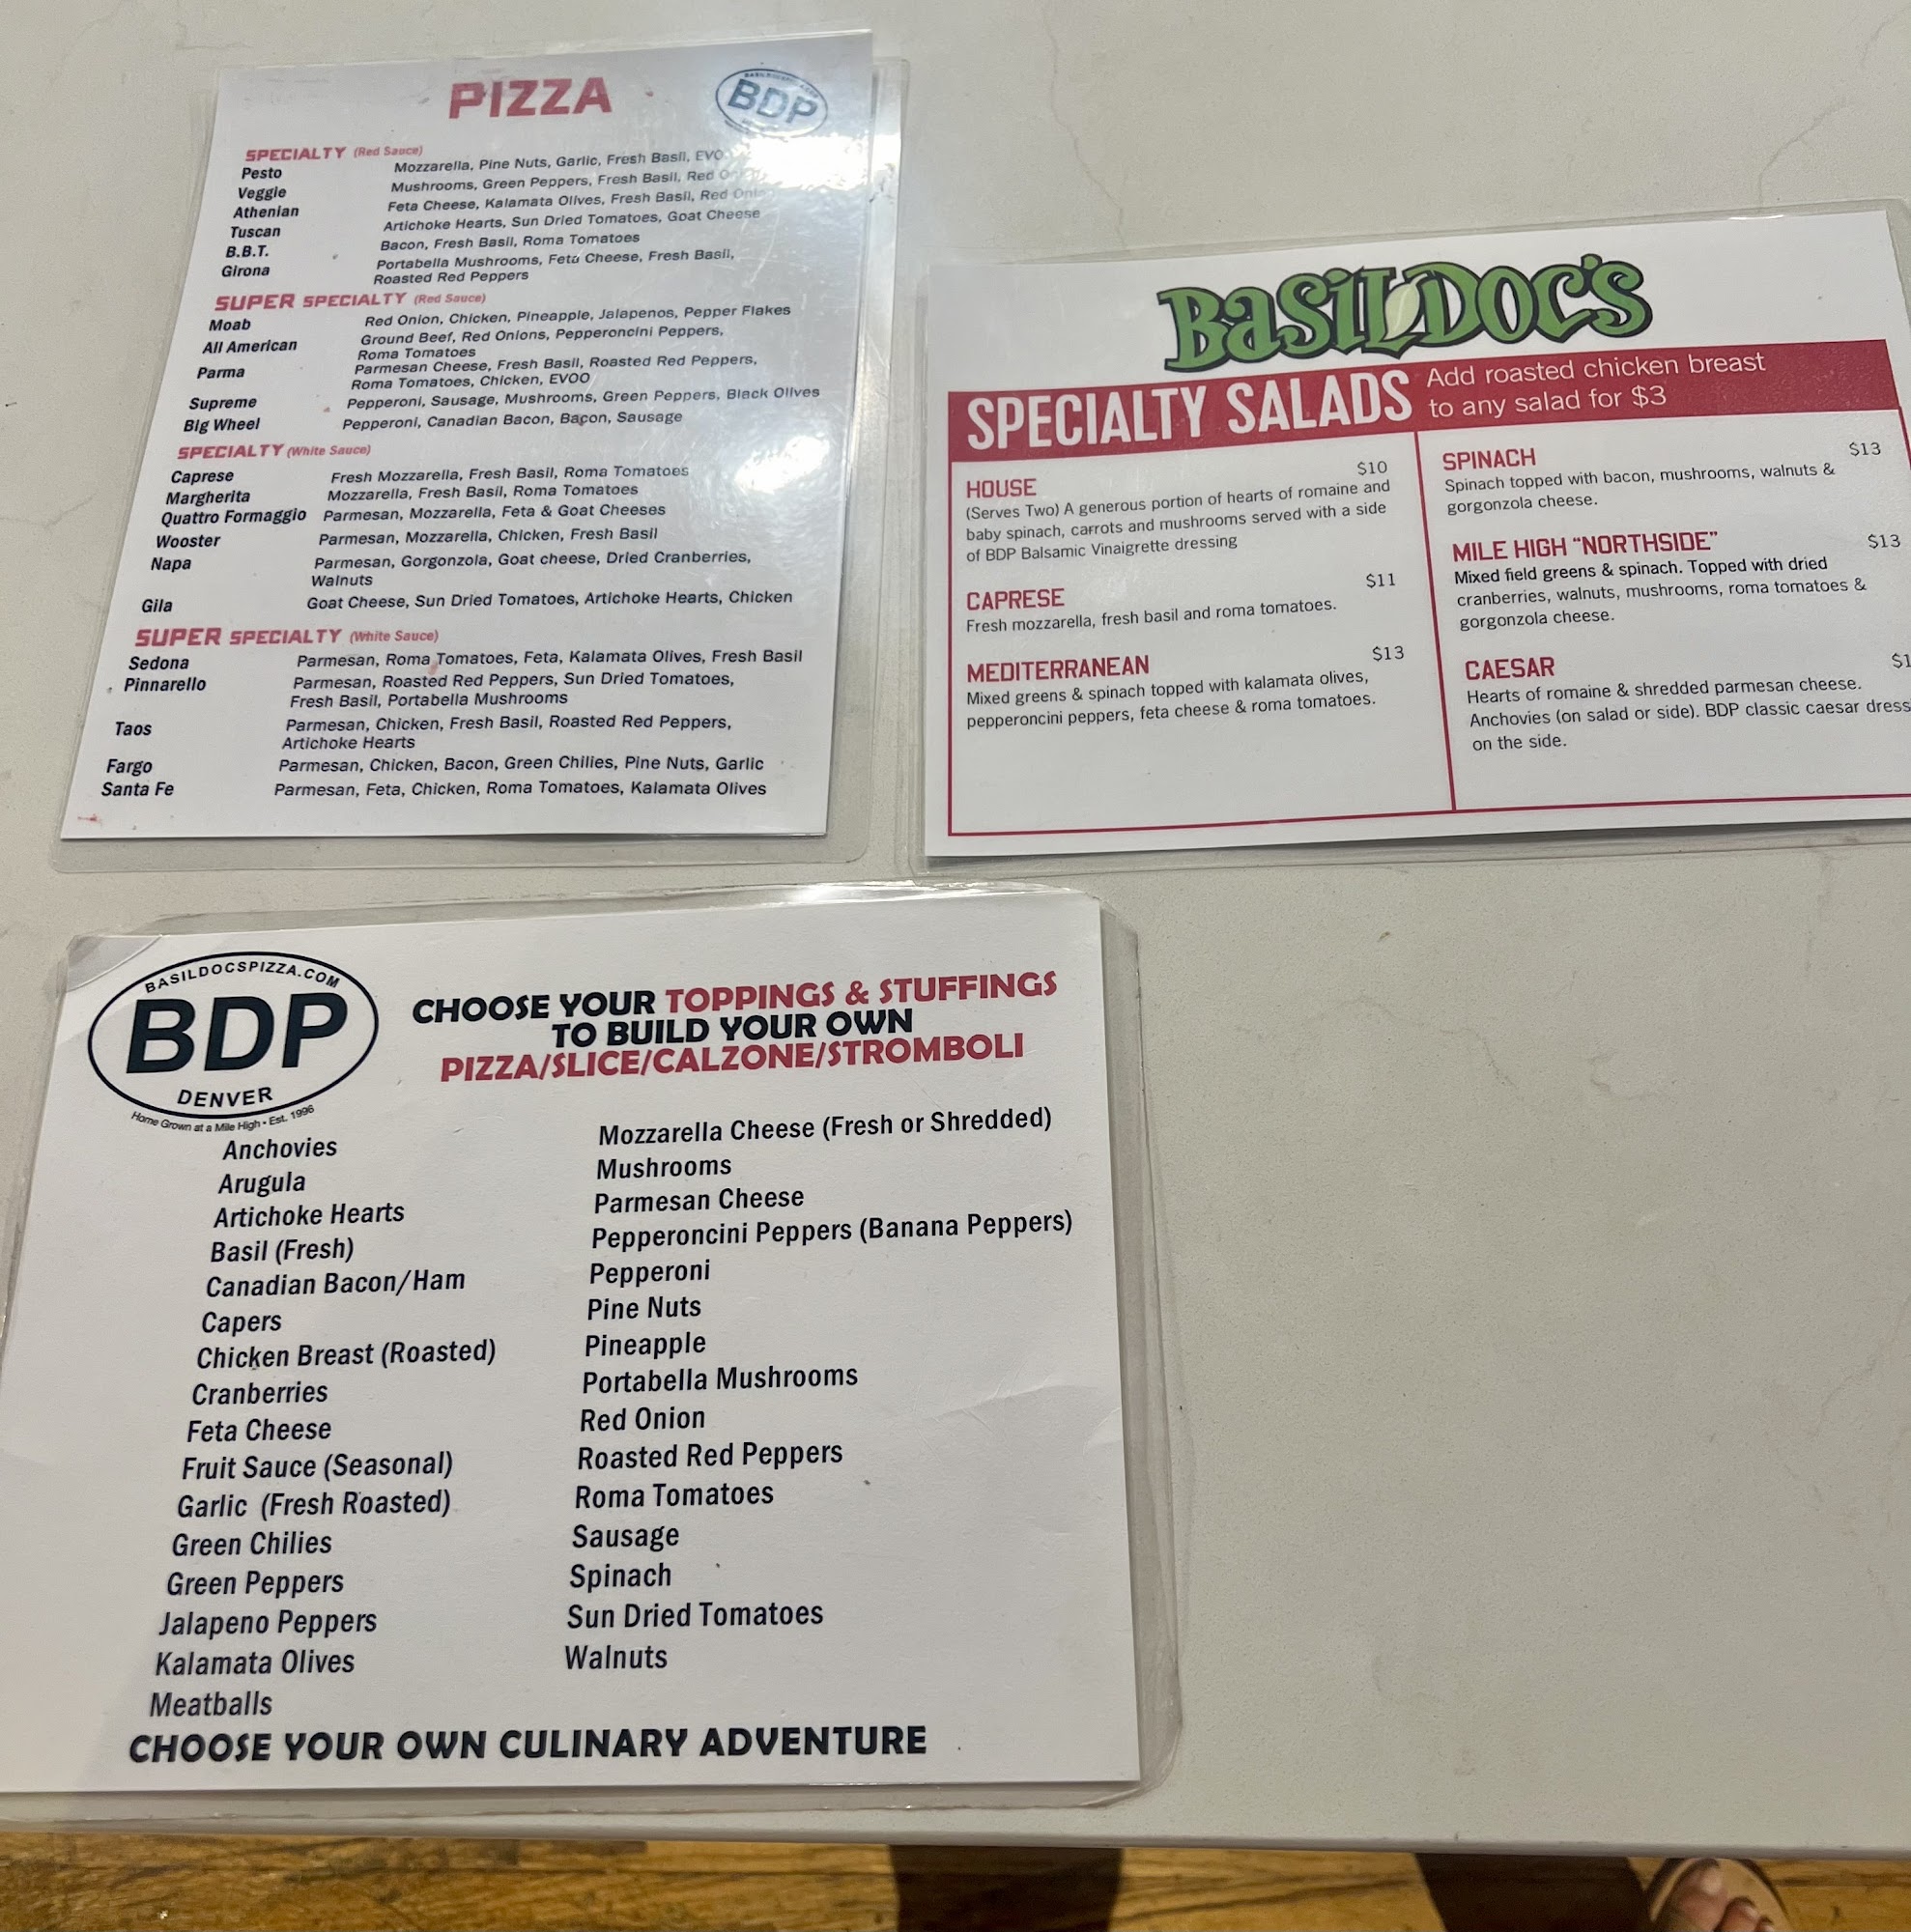 PIZZA
BDP
SPECIALTY (Red Sauce)
Pesto Mozzarella, Pine Nuts, Garlic, Fresh Basil,
Veggie Mushrooms, Green Peppers, Fresh Basil, Red
Athenian Feta Cheese, Kalamata Olives, Fresh Basil, Red Onion
Tuscan Artichoke Hearts, Sun Dried Tomatoes, Goat Cheese
B.B.T. Bacon, Fresh Basil, Roma Tomatoes
Girona Portabella Mushrooms, Feta Cheese, Fresh Basil,
Roasted Red Peppers
SUPER SPECIALTY (Red Sauce)
Moab Red Onion, Chicken, Pineapple, Jalapenos, Pepper Flakes
All American Ground Beef, Red Onions, Pepperoncini Peppers,
Roma Tomatoes
Parma Parmesan Cheese, Fresh Basil, Roasted Red Peppers,
Roma Tomatoes, Chicken, EVOO
Supreme Pepperoni, Sausage, Mushrooms, Green Peppers, Black Olives
Big Wheel Pepperoni, Canadian Bacon, Bacon, Sausage
SPECIALTY (White Sauce)
Caprese Fresh Mozzarella, Fresh Basil, Roma Tomatoes
Margherita Mozzarella, Fresh Basil, Roma Tomatoes
Quattro Formaggio Parmesan, Mozzarella, Feta & Goat Cheeses
Wooster Parmesan, Mozzarella, Chicken, Fresh Basil
Napa Parmesan, Gorgonzola, Goat cheese, Dried Cranberries,
Walnuts
Gila Goat Cheese, Sun Dried Tomatoes, Artichoke Hearts, Chicken
SUPER SPECIALTY (White Sauce)
Sedona Parmesan, Roma Tomatoes, Feta, Kalamata Olives, Fresh Basil
Pinnarello Parmesan, Roasted Red Peppers, Sun Dried Tomatoes,
Fresh Basil, Portabella Mushrooms
Taos Parmesan, Chicken, Fresh Basil, Roasted Red Peppers,
Artichoke Hearts
Fargo Parmesan, Chicken, Bacon, Green Chilies, Pine Nuts, Garlic
Santa Fe Parmesan, Feta, Chicken, Roma Tomatoes, Kalamata Olives
BASIL DOC'S
SPECIALTY SALADS
Add roasted chicken breast
to any salad for $3
HOUSE $10
(Serves Two) A generous portion of hearts of romaine and
baby spinach, carrots and mushrooms served with a side
of BDP Balsamic Vinaigrette dressing
CAPRESE $11
Fresh mozzarella, fresh basil and roma tomatoes.
MEDITERRANEAN $13
Mixed greens & spinach topped with kalamata olives,
pepperoncini peppers, feta cheese & roma tomatoes.
SPINACH $13
Spinach topped with bacon, mushrooms, walnuts &
gorgonzola cheese.
MILE HIGH "NORTHSIDE" $13
Mixed field greens & spinach. Topped with dried
cranberries, walnuts, mushrooms, roma tomatoes &
gorgonzola cheese.
CAESAR
Hearts of romaine & shredded parmesan cheese.
Anchovies (on salad or side). BDP classic caesar dress
on the side.
BASILDOCSPIZZA.COM
BDP
DENVER
Home Grown at a Mile High • Est. 1996
CHOOSE YOUR TOPPINGS & STUFFINGS
TO BUILD YOUR OWN
PIZZA/SLICE/CALZONE/STROMBOLI
Anchovies
Arugula
Artichoke Hearts
Basil (Fresh)
Canadian Bacon/Ham
Capers
Chicken Breast (Roasted)
Cranberries
Feta Cheese
Fruit Sauce (Seasonal)
Garlic (Fresh Roasted)
Green Chilies
Green Peppers
Jalapeno Peppers
Kalamata Olives
Meatballs
Mozzarella Cheese (Fresh or Shredded)
Mushrooms
Parmesan Cheese
Pepperoncini Peppers (Banana Peppers)
Pepperoni
Pine Nuts
Pineapple
Portabella Mushrooms
Red Onion
Roasted Red Peppers
Roma Tomatoes
Sausage
Spinach
Sun Dried Tomatoes
Walnuts
CHOOSE YOUR OWN CULINARY ADVENTURE